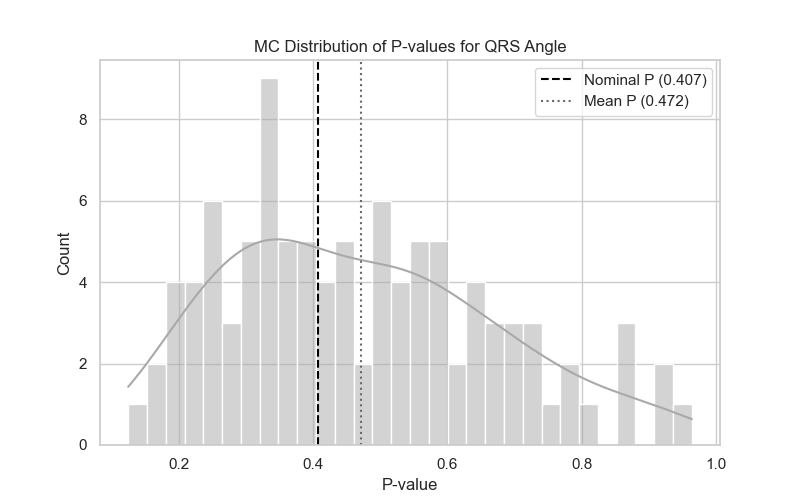 MC Distribution of P-values for QRS Angle
Nominal P (0.407)
Mean P (0.472)
Count
8
6
4
2
0
0.2 0.4 0.6 0.8 1.0
P-value